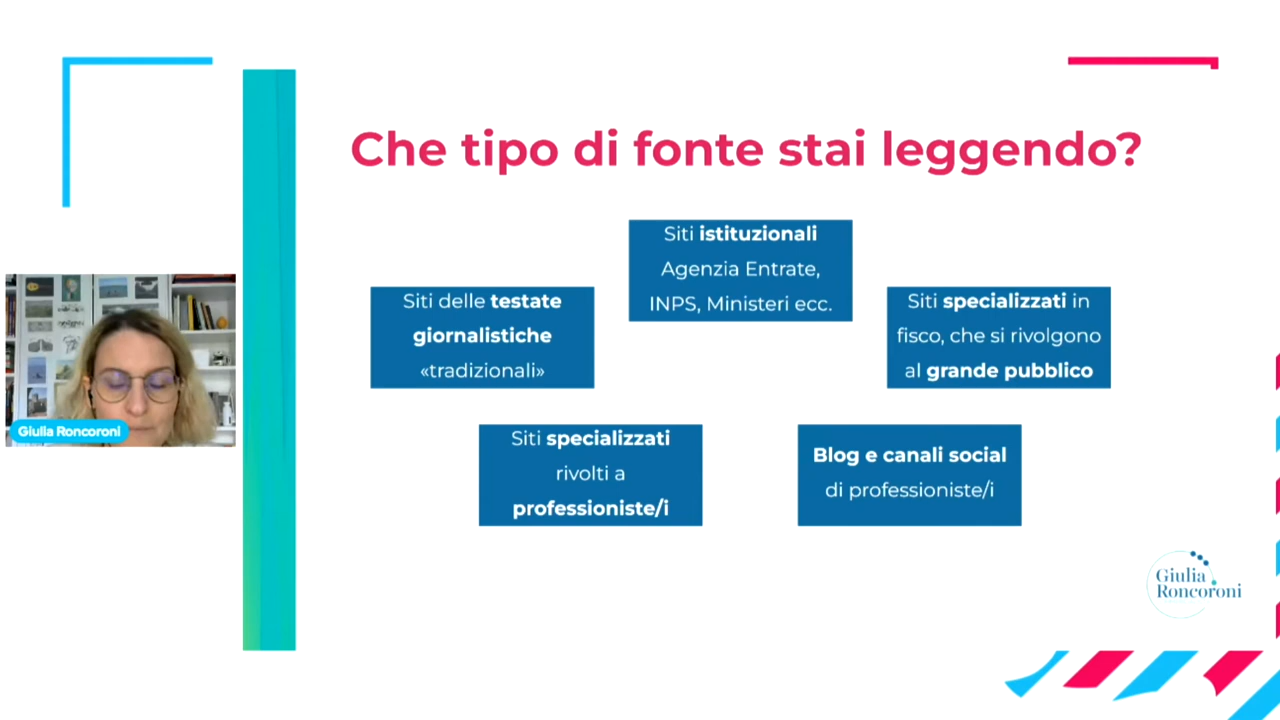 Che tipo di fonte stai leggendo?
Siti istituzionali
Agenzia Entrate,
INPS, Ministeri ecc.
Siti delle testate
giornalistiche
«tradizionali»
Siti specializzati in
fisco, che si rivolgono
al grande pubblico
Siti specializzati
rivolti a
professioniste/i
Blog e canali social
di professioniste/i
Giulia Roncoroni
Giulia
Roncoroni